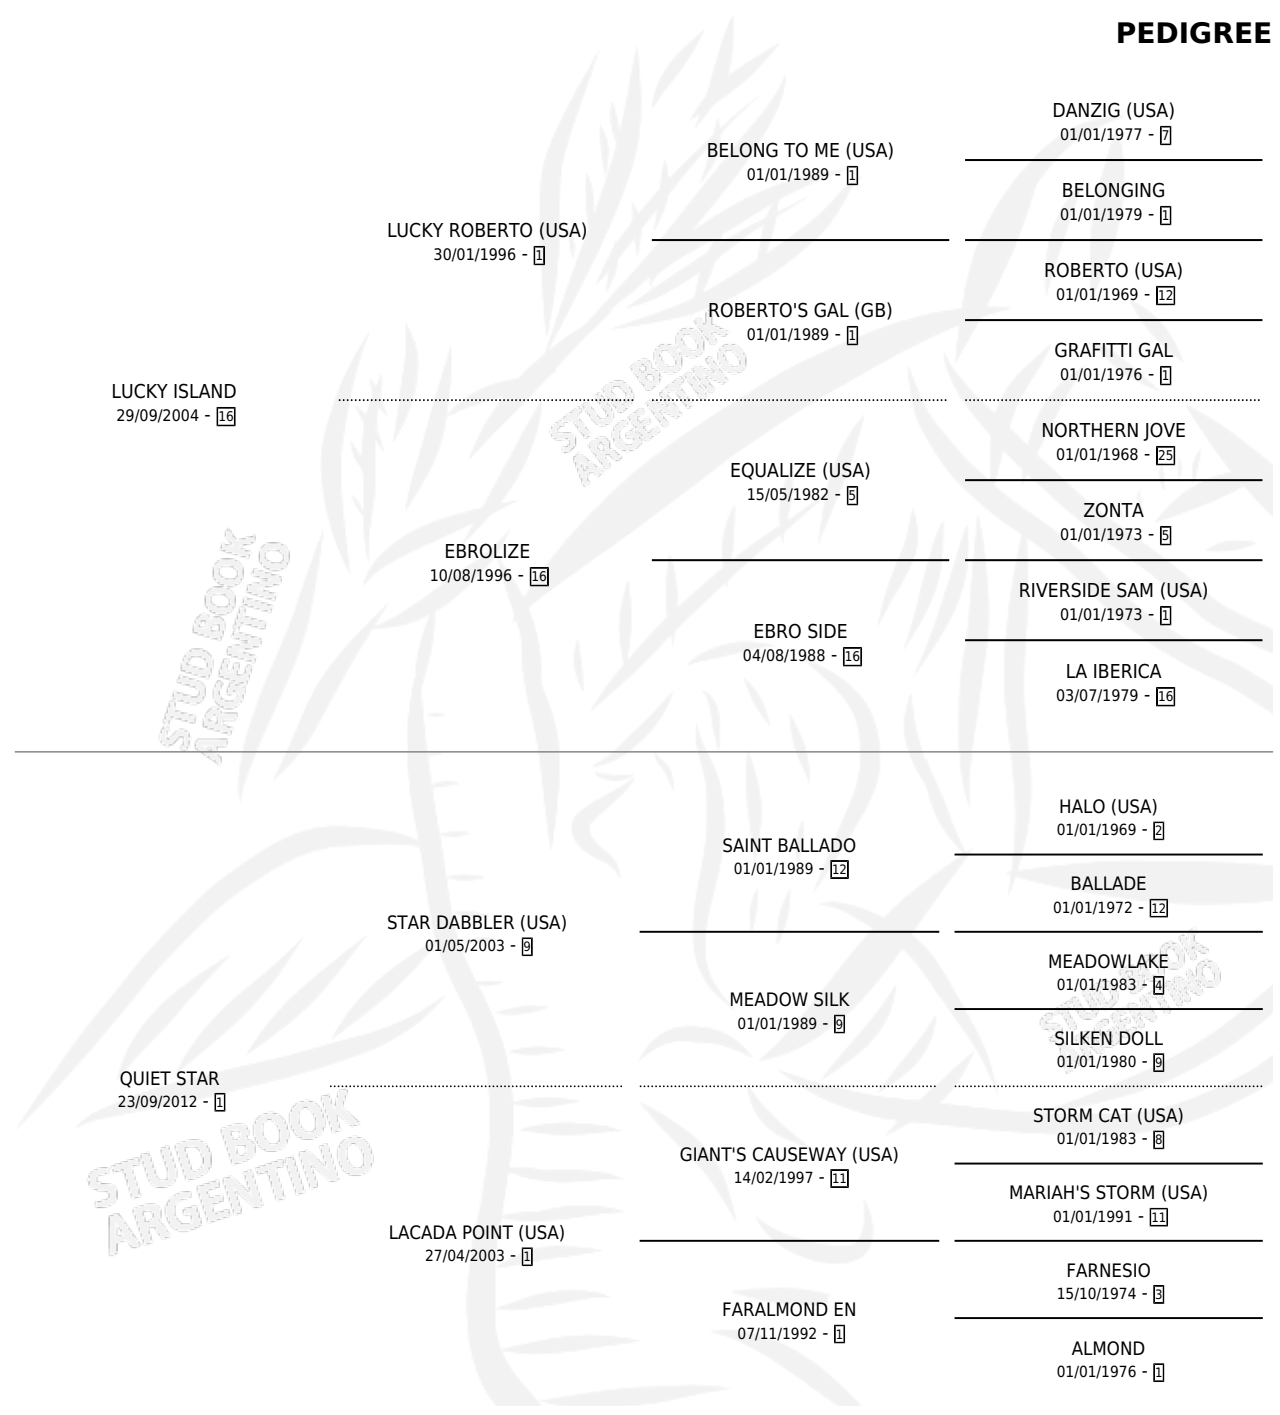 PEDIGREE
DANZIG (USA)
01/01/1977 - 7
BELONG TO ME (USA)
01/01/1989 - 1
BELONGING
01/01/1979 - 1
LUCKY ROBERTO (USA)
30/01/1996 - 1
ROBERTO (USA)
01/01/1969 - 12
ROBERTO'S GAL (GB)
01/01/1989 - 1
GRAFITTI GAL
01/01/1976 - 1
LUCKY ISLAND
29/09/2004 - 16
NORTHERN JOVE
01/01/1968 - 25
EQUALIZE (USA)
15/05/1982 - 5
ZONTA
01/01/1973 - 5
EBROLIZE
10/08/1996 - 16
RIVERSIDE SAM (USA)
01/01/1973 - 1
EBRO SIDE
04/08/1988 - 16
LA IBERICA
03/07/1979 - 16
HALO (USA)
01/01/1969 - 2
SAINT BALLADO
01/01/1989 - 12
BALLADE
01/01/1972 - 12
STAR DABBLER (USA)
01/05/2003 - 9
MEADOWLAKE
01/01/1983 - 4
MEADOW SILK
01/01/1989 - 9
SILKEN DOLL
01/01/1980 - 9
QUIET STAR
23/09/2012 - 1
STORM CAT (USA)
01/01/1983 - 8
GIANT'S CAUSEWAY (USA)
14/02/1997 - 11
MARIAH'S STORM (USA)
01/01/1991 - 11
LACADA POINT (USA)
27/04/2003 - 1
FARNESIO
15/10/1974 - 3
FARALMOND EN
07/11/1992 - 1
ALMOND
01/01/1976 - 1
STUD BOOK
ARGENTINO
STUD BOOK
ARGENTINO
STUD BOOK
ARGENTINO
STUD BOOK
ARGENTINO